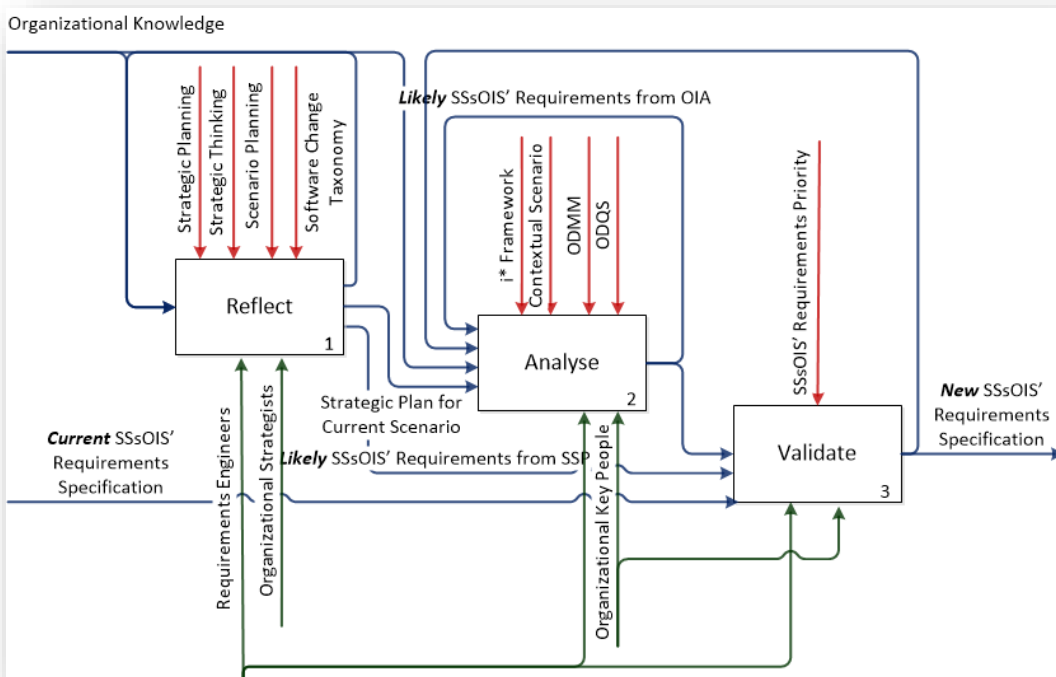 Organizational Knowledge
Strategic Planning
Strategic Thinking
Scenario Planning
Software Change
Taxonomy
Likely SSsOIS' Requirements from OIA
i* Framework
Contextual Scenario
ODMM
ODQS
SSsOIS' Requirements Priority
Reflect
1
Analyse
2
Strategic Plan for
Current Scenario
Validate
3
New SSsOIS'
Requirements
Specification
Current SSsOIS'
Requirements
Specification
Likely SSsOIS' Requirements from SSP
Requirements Engineers
Organizational Strategists
Organizational Key People